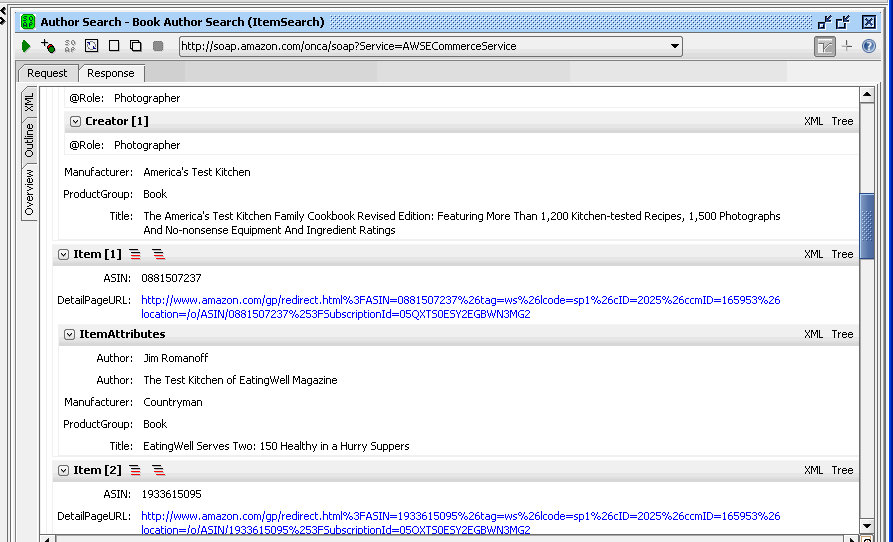 Author Search - Book Author Search (ItemSearch)
http://soap.amazon.com/onca/soap?Service=AWSECommerceService
Request Response
XML
Outline
Overview
@Role: Photographer
Creator [1] XML Tree
@Role: Photographer
Manufacturer: America's Test Kitchen
ProductGroup: Book
Title: The America's Test Kitchen Family Cookbook Revised Edition: Featuring More Than 1,200 Kitchen-tested Recipes, 1,500 Photographs
And No-nonsense Equipment And Ingredient Ratings
Item [1] XML Tree
ASIN: 0881507237
DetailPageURL: http://www.amazon.com/gp/redirect.html%3FASIN=0881507237%26tag=ws%26lcode=sp1%26cID=2025%26ccmID=165953%26
location=/o/ASIN/0881507237%253FSubscriptionId=05QXTS0ESY2EGBWN3MG2
ItemAttributes XML Tree
Author: Jim Romanoff
Author: The Test Kitchen of EatingWell Magazine
Manufacturer: Countryman
ProductGroup: Book
Title: EatingWell Serves Two: 150 Healthy in a Hurry Suppers
Item [2] XML Tree
ASIN: 1933615095
DetailPageURL: http://www.amazon.com/gp/redirect.html%3FASIN=1933615095%26tag=ws%26lcode=sp1%26cID=2025%26ccmID=165953%26
location=/o/ASIN/1933615095%253FSubscriptionId=05QXTS0ESY2EGBWN3MG2